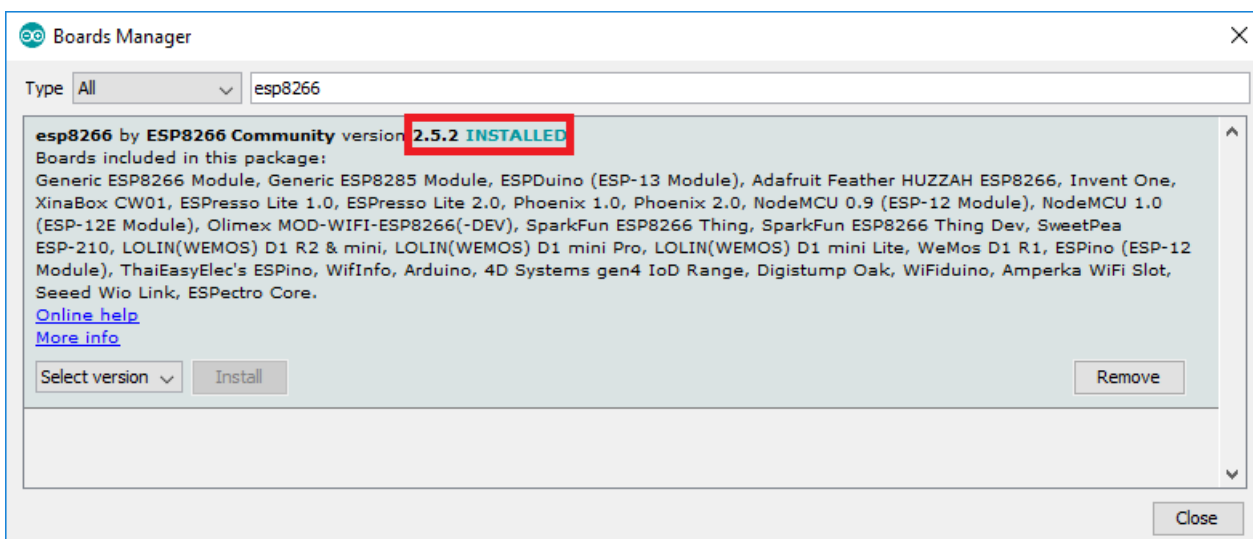 Boards Manager
Type All esp8266
esp8266 by ESP8266 Community version 2.5.2 INSTALLED
Boards included in this package:
Generic ESP8266 Module, Generic ESP8285 Module, ESPDuino (ESP-13 Module), Adafruit Feather HUZZAH ESP8266, Invent One,
XinaBox CW01, ESPresso Lite 1.0, ESPresso Lite 2.0, Phoenix 1.0, Phoenix 2.0, NodeMCU 0.9 (ESP-12 Module), NodeMCU 1.0
(ESP-12E Module), Olimex MOD-WIFI-ESP8266(-DEV), SparkFun ESP8266 Thing, SparkFun ESP8266 Thing Dev, SweetPea
ESP-210, LOLIN(WEMOS) D1 R2 & mini, LOLIN(WEMOS) D1 mini Pro, LOLIN(WEMOS) D1 mini Lite, WeMos D1 R1, ESPino (ESP-12
Module), ThaiEasyElec's ESPino, WifInfo, Arduino, 4D Systems gen4 IoD Range, Digistump Oak, WiFiduino, Amperka WiFi Slot,
Seeed Wio Link, ESPectro Core.
Online help
More info
Select version Install Remove
Close